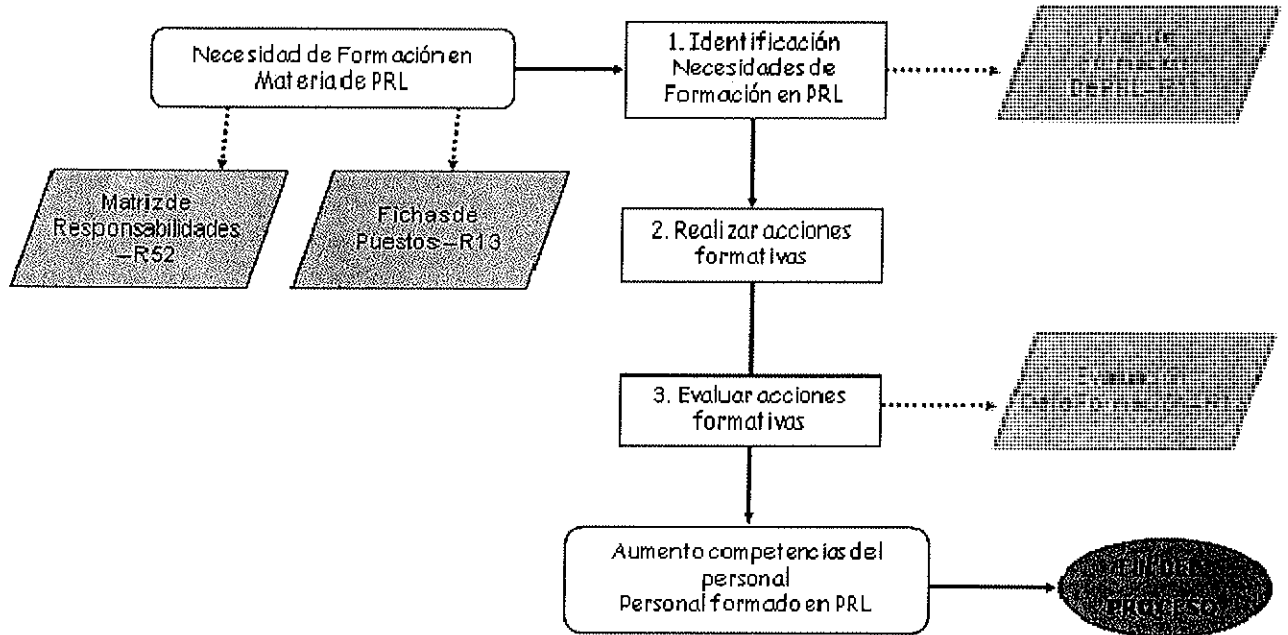 Necesidad de Formación en
Materia de PRL
1. Identificación
Necesidades de
Formación en PRL
Matriz de
Responsabilidades
–R52
Fichas de
Puestos –R13
2. Realizar acciones
formativas
3. Evaluar acciones
formativas
Aumento competencias del
personal
Personal formado en PRL
PROCESO